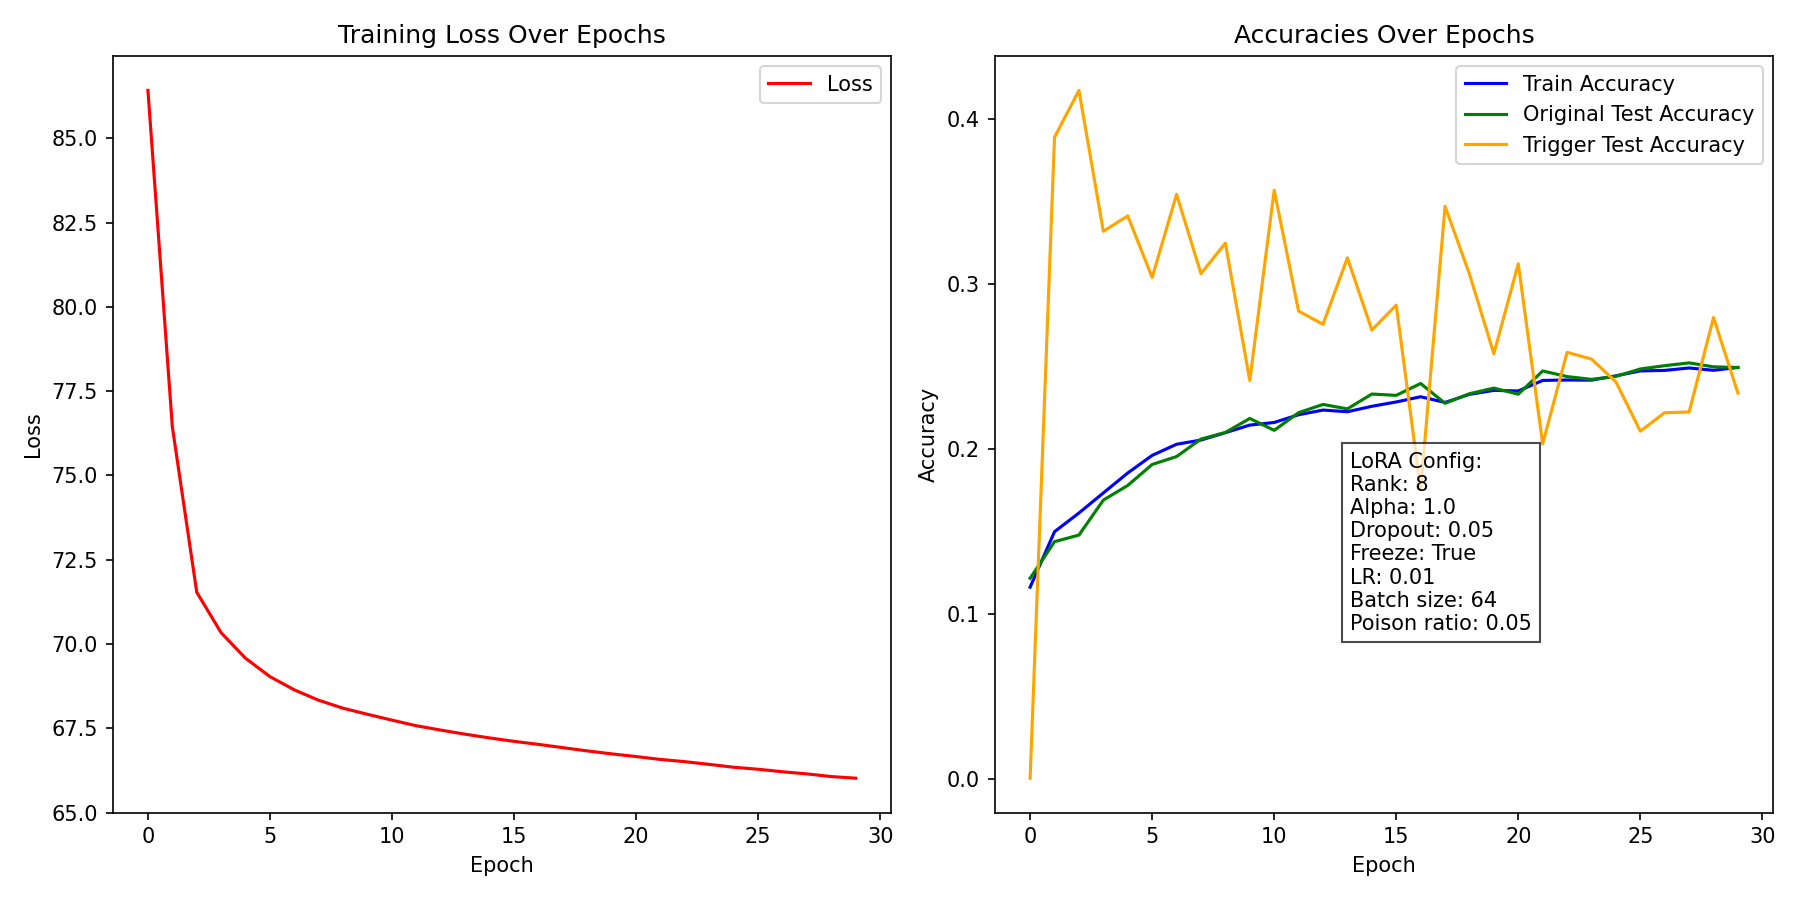 Training Loss Over Epochs
Loss
85.0
82.5
80.0
77.5
75.0
72.5
70.0
67.5
65.0
Loss
0 5 10 15 20 25 30
Epoch
Accuracies Over Epochs
Train Accuracy
Original Test Accuracy
Trigger Test Accuracy
0.4
0.3
0.2
0.1
0.0
Accuracy
LoRA Config:
Rank: 8
Alpha: 1.0
Dropout: 0.05
Freeze: True
LR: 0.01
Batch size: 64
Poison ratio: 0.05
0 5 10 15 20 25 30
Epoch